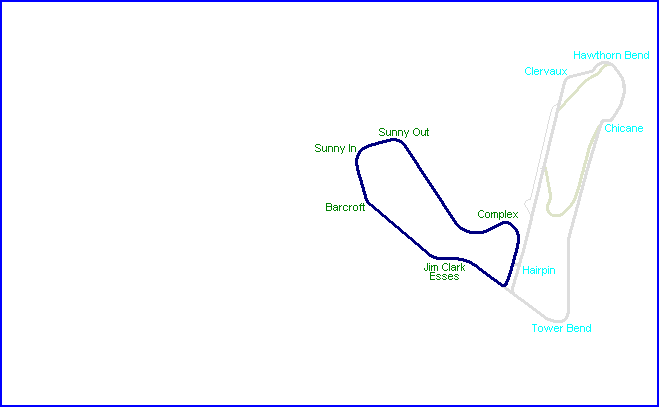 Hawthorn Bend
Clervaux
Chicane
Sunny Out
Sunny In
Barcroft
Complex
Jim Clark
Esses
Hairpin
Tower Bend